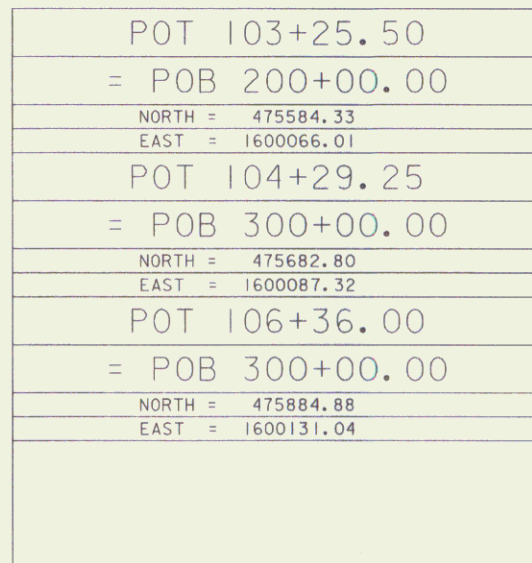 POT 103+25.50
= POB 200+00.00
NORTH = 475584.33
EAST = 1600066.01
POT 104+29.25
= POB 300+00.00
NORTH = 475682.80
EAST = 1600087.32
POT 106+36.00
= POB 300+00.00
NORTH = 475884.88
EAST = 1600131.04